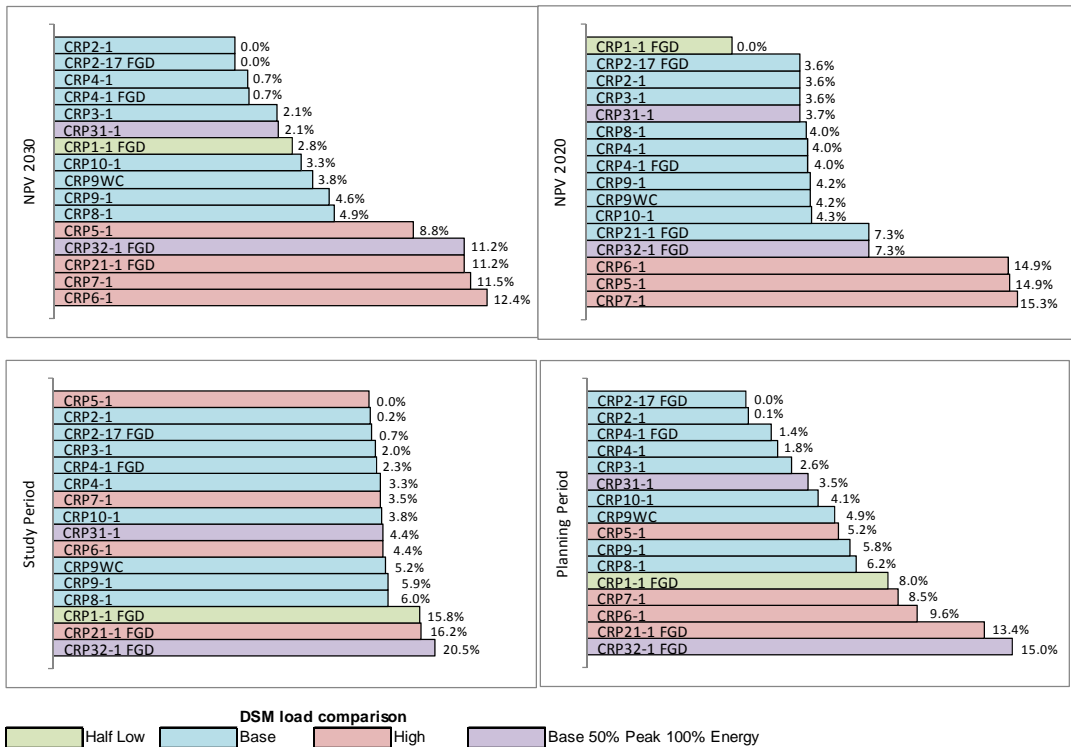 NPV 2030
CRP2-1 0.0%
CRP2-17 FGD 0.0%
CRP4-1 0.7%
CRP4-1 FGD 0.7%
CRP3-1 2.1%
CRP31-1 2.1%
CRP1-1 FGD 2.8%
CRP10-1 3.3%
CRP9WC 3.8%
CRP9-1 4.6%
CRP8-1 4.9%
CRP5-1 8.8%
CRP32-1 FGD 11.2%
CRP21-1 FGD 11.2%
CRP7-1 11.5%
CRP6-1 12.4%
NPV 2020
CRP1-1 FGD 0.0%
CRP2-17 FGD 3.6%
CRP2-1 3.6%
CRP3-1 3.6%
CRP31-1 3.7%
CRP8-1 4.0%
CRP4-1 4.0%
CRP4-1 FGD 4.0%
CRP9-1 4.2%
CRP9WC 4.2%
CRP10-1 4.3%
CRP21-1 FGD 7.3%
CRP32-1 FGD 7.3%
CRP6-1 14.9%
CRP5-1 14.9%
CRP7-1 15.3%
Study Period
CRP5-1 0.0%
CRP2-1 0.2%
CRP2-17 FGD 0.7%
CRP3-1 2.0%
CRP4-1 FGD 2.3%
CRP4-1 3.3%
CRP7-1 3.5%
CRP10-1 3.8%
CRP31-1 4.4%
CRP6-1 4.4%
CRP9WC 5.2%
CRP9-1 5.9%
CRP8-1 6.0%
CRP1-1 FGD 15.8%
CRP21-1 FGD 16.2%
CRP32-1 FGD 20.5%
Planning Period
CRP2-17 FGD 0.0%
CRP2-1 0.1%
CRP4-1 FGD 1.4%
CRP4-1 1.8%
CRP3-1 2.6%
CRP31-1 3.5%
CRP10-1 4.1%
CRP9WC 4.9%
CRP5-1 5.2%
CRP9-1 5.8%
CRP8-1 6.2%
CRP1-1 FGD 8.0%
CRP7-1 8.5%
CRP6-1 9.6%
CRP21-1 FGD 13.4%
CRP32-1 FGD 15.0%
DSM load comparison
Half Low Base High Base 50% Peak 100% Energy